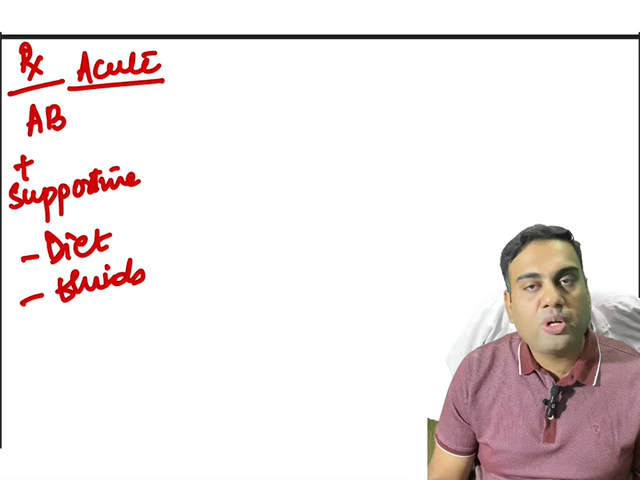 Rx Acute
AB
+
Supportive
- Diet
- fluids